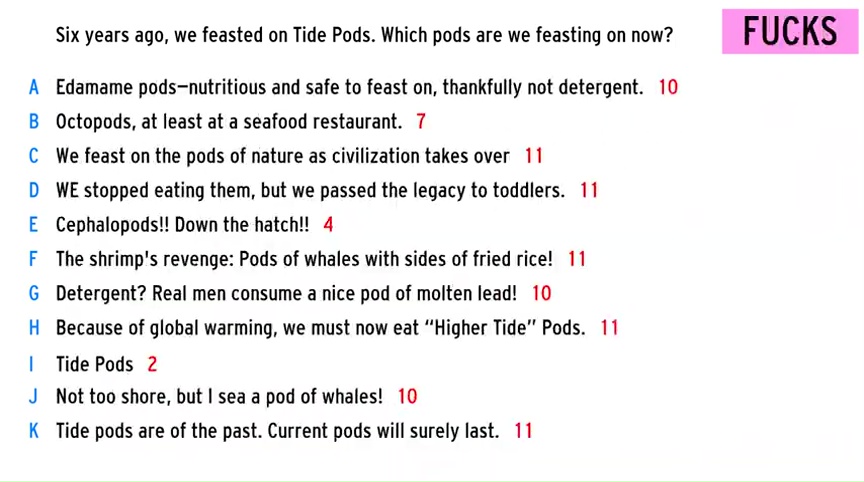 Six years ago, we feasted on Tide Pods. Which pods are we feasting on now?
FUCKS
A Edamame pods—nutritious and safe to feast on, thankfully not detergent. 10
B Octopods, at least at a seafood restaurant. 7
C We feast on the pods of nature as civilization takes over 11
D WE stopped eating them, but we passed the legacy to toddlers. 11
E Cephalopods!! Down the hatch!! 4
F The shrimp's revenge: Pods of whales with sides of fried rice! 11
G Detergent? Real men consume a nice pod of molten lead! 10
H Because of global warming, we must now eat “Higher Tide” Pods. 11
I Tide Pods 2
J Not too shore, but I sea a pod of whales! 10
K Tide pods are of the past. Current pods will surely last. 11